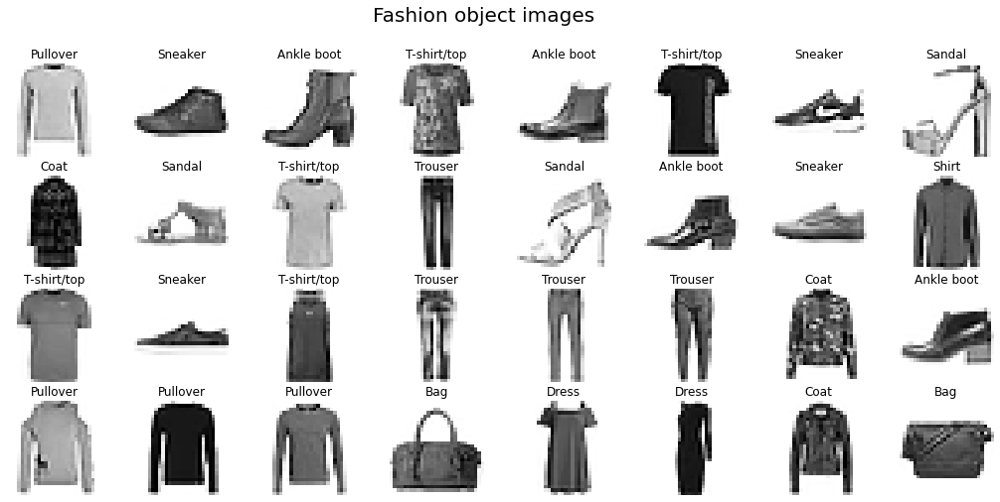 Fashion object images
Pullover Sneaker Ankle boot T-shirt/top Ankle boot T-shirt/top Sneaker Sandal
Coat Sandal T-shirt/top Trouser Sandal Ankle boot Sneaker Shirt
T-shirt/top Sneaker T-shirt/top Trouser Trouser Trouser Coat Ankle boot
Pullover Pullover Pullover Bag Dress Dress Coat Bag